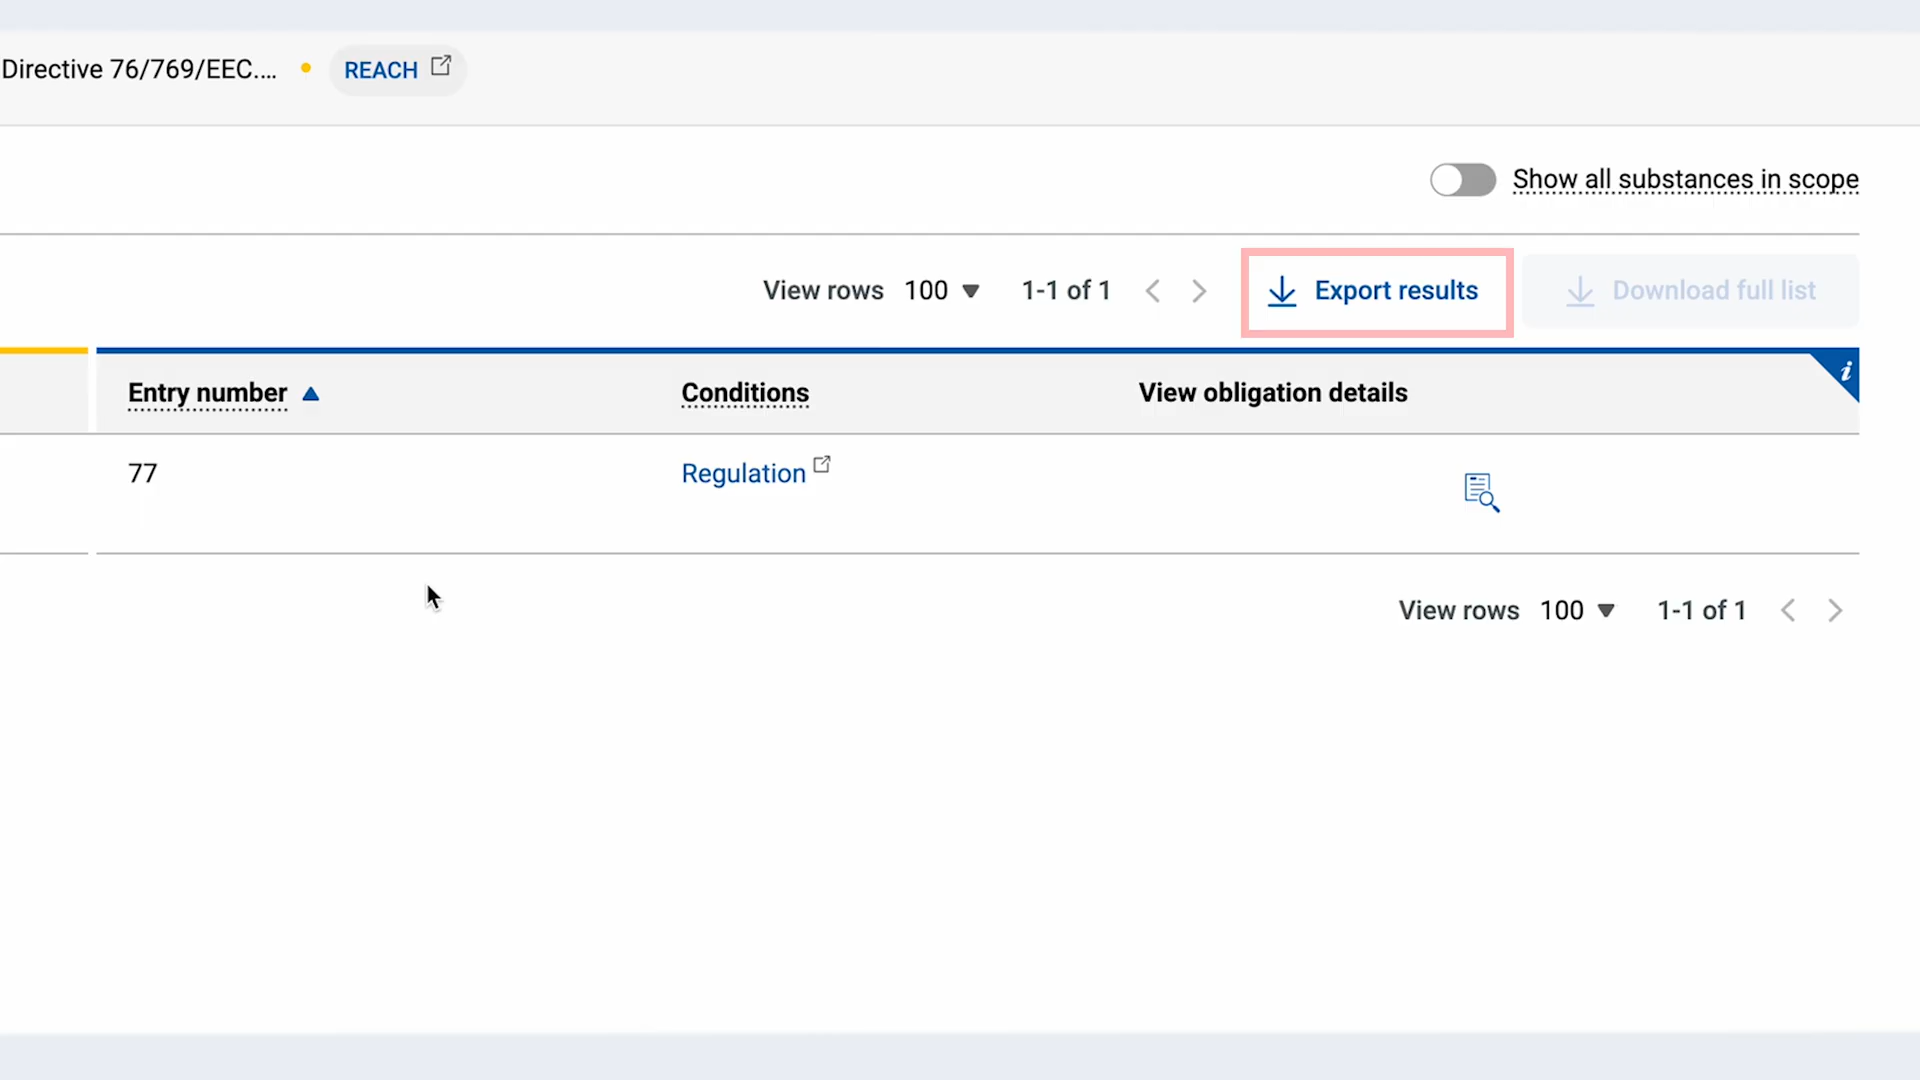 Directive 76/769/EEC.... REACH
Show all substances in scope
View rows 100 1-1 of 1 Export results Download full list
Entry number Conditions View obligation details i
77 Regulation
View rows 100 1-1 of 1